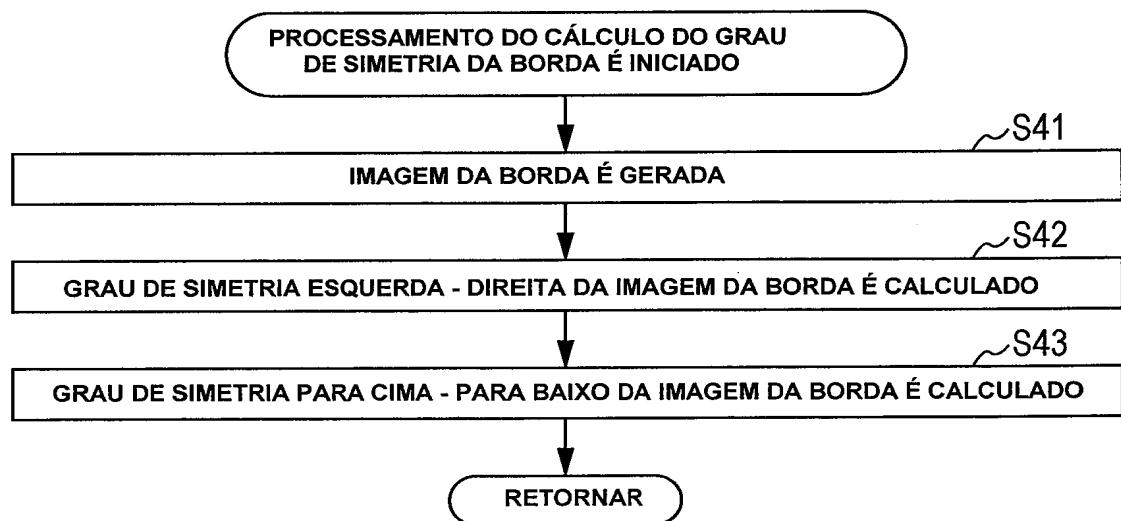 PROCESSAMENTO DO CÁLCULO DO GRAU
DE SIMETRIA DA BORDA É INICIADO
S41
IMAGEM DA BORDA É GERADA
S42
GRAU DE SIMETRIA ESQUERDA - DIREITA DA IMAGEM DA BORDA É CALCULADO
S43
GRAU DE SIMETRIA PARA CIMA - PARA BAIXO DA IMAGEM DA BORDA É CALCULADO
RETORNAR